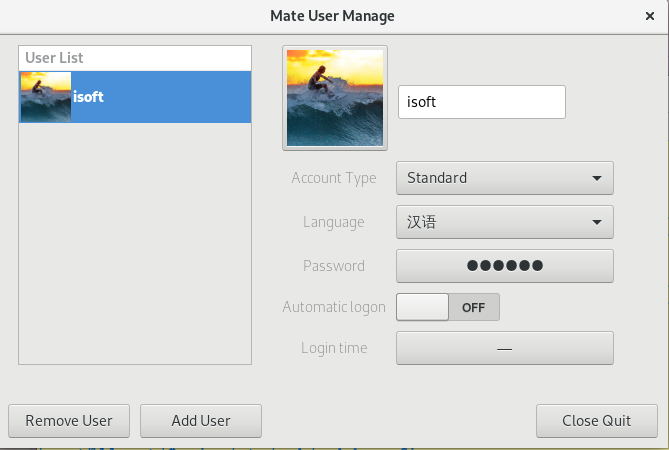 Mate User Manage
User List
isoft
isoft
Account Type
Standard
Language
汉语
Password
●●●●●●
Automatic logon
OFF
Login time
—
Remove User
Add User
Close Quit